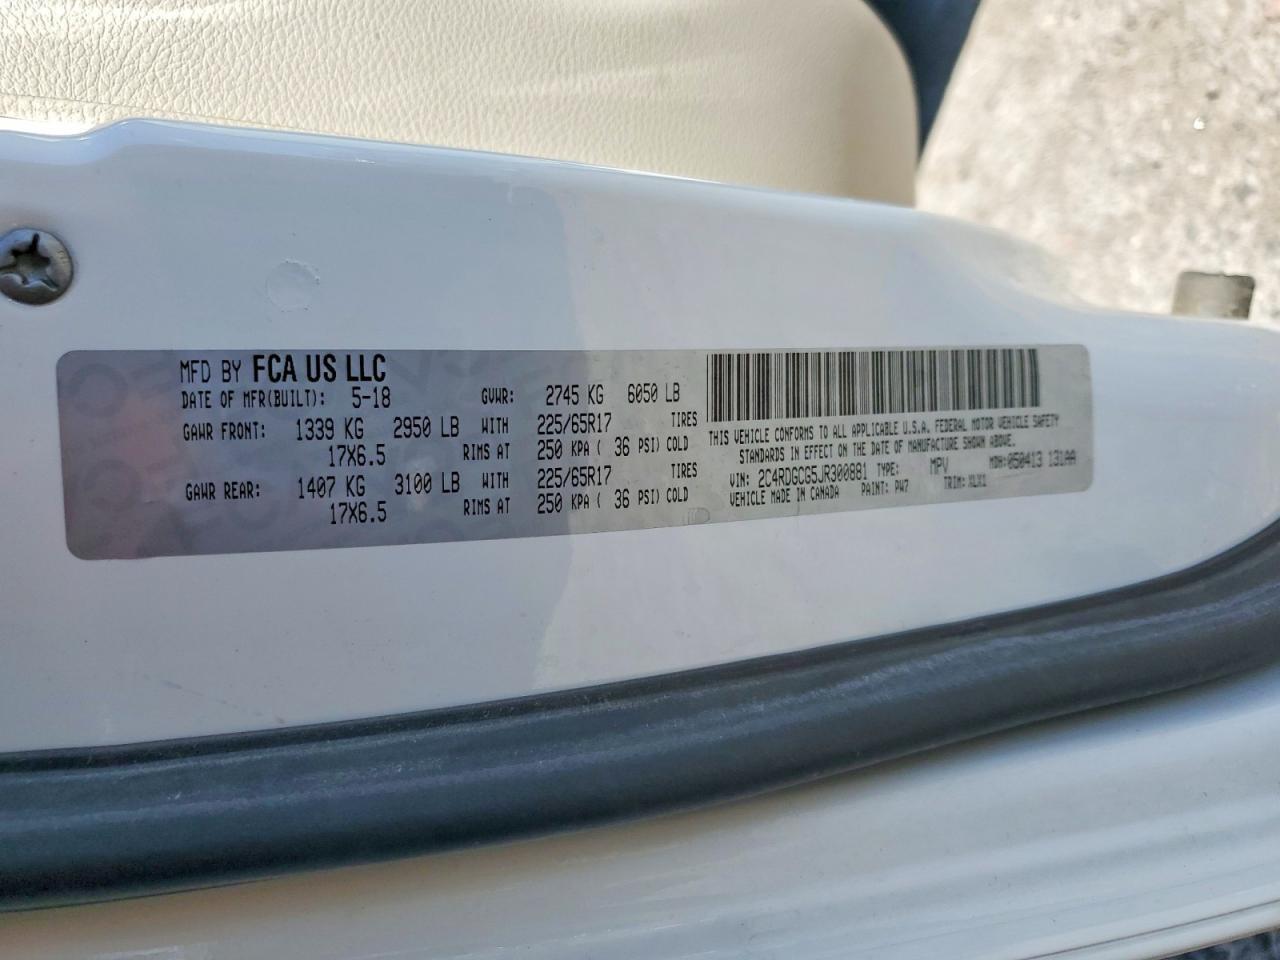 MFD BY FCA US LLC
DATE OF MFR(BUILT): 5-18 GVWR: 2745 KG 6050 LB
GAWR FRONT: 1339 KG 2950 LB WITH 225/65R17 TIRES
17X6.5 RIMS AT 250 KPA ( 36 PSI) COLD
GAWR REAR: 1407 KG 3100 LB WITH 225/65R17 TIRES
17X6.5 RIMS AT 250 KPA ( 36 PSI) COLD
THIS VEHICLE CONFORMS TO ALL APPLICABLE U.S.A. FEDERAL MOTOR VEHICLE SAFETY
STANDARDS IN EFFECT ON THE DATE OF MANUFACTURE SHOWN ABOVE.
VIN: 2C4RDGCG5JR300881 TYPE: MPV MDH: 050413 131AA
VEHICLE MADE IN CANADA PAINT: PW7 TRIM: